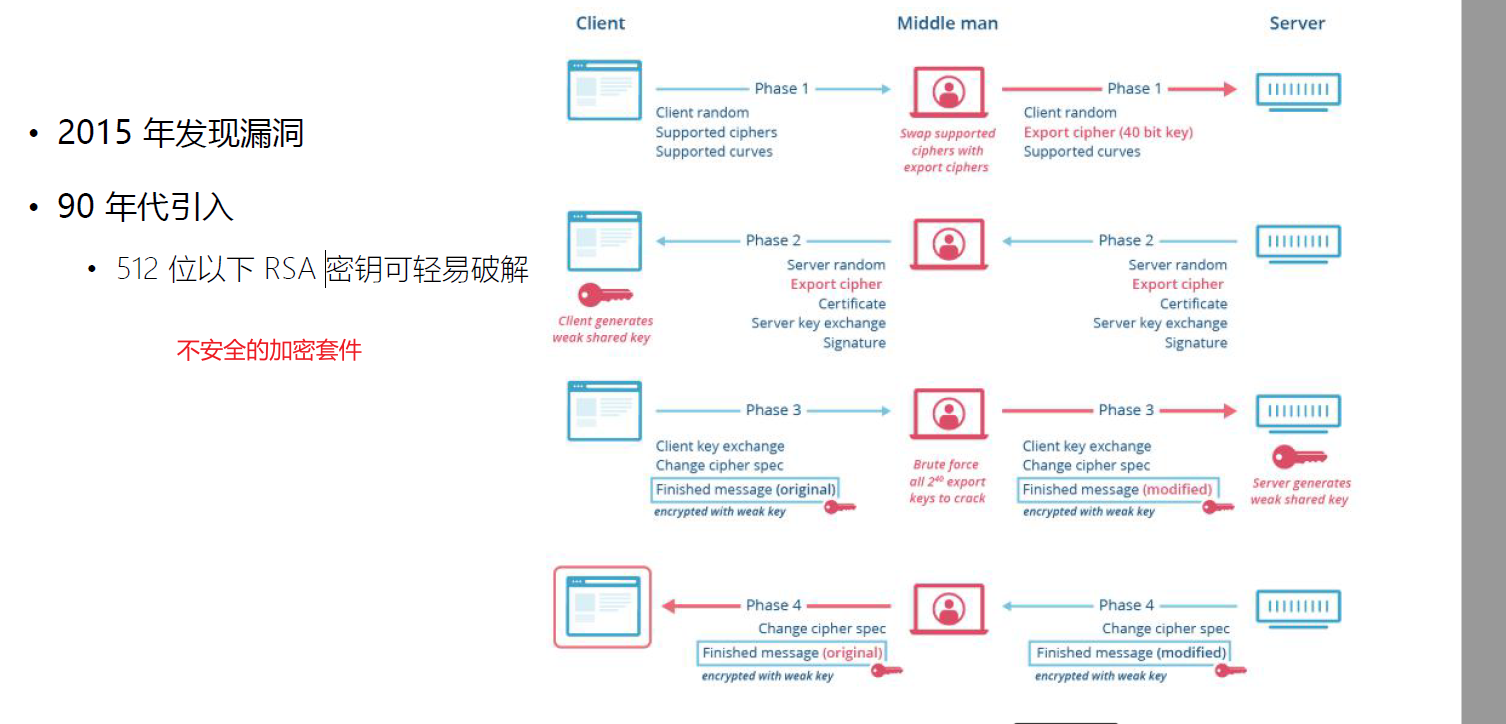 Client
Middle man
Server
• 2015 年发现漏洞
• 90 年代引入
• 512 位以下 RSA 密钥可轻易破解
不安全的加密套件
Phase 1
Client random
Supported ciphers
Supported curves
Swap supported
ciphers with
export ciphers
Phase 1
Client random
Export cipher (40 bit key)
Supported curves
Client generates
weak shared key
Phase 2
Server random
Export cipher
Certificate
Server key exchange
Signature
Phase 2
Server random
Export cipher
Certificate
Server key exchange
Signature
Phase 3
Client key exchange
Change cipher spec
Finished message (original)
encrypted with weak key
Brute force
all 2⁴⁰ export
keys to crack
Phase 3
Client key exchange
Change cipher spec
Finished message (modified)
encrypted with weak key
Server generates
weak shared key
Phase 4
Change cipher spec
Finished message (original)
encrypted with weak key
Phase 4
Change cipher spec
Finished message (modified)
encrypted with weak key